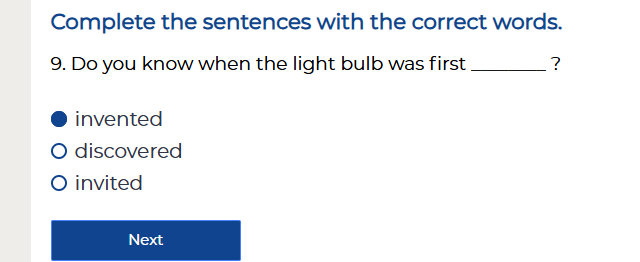 Complete the sentences with the correct words.
9. Do you know when the light bulb was first ________ ?
invented
discovered
invited
Next